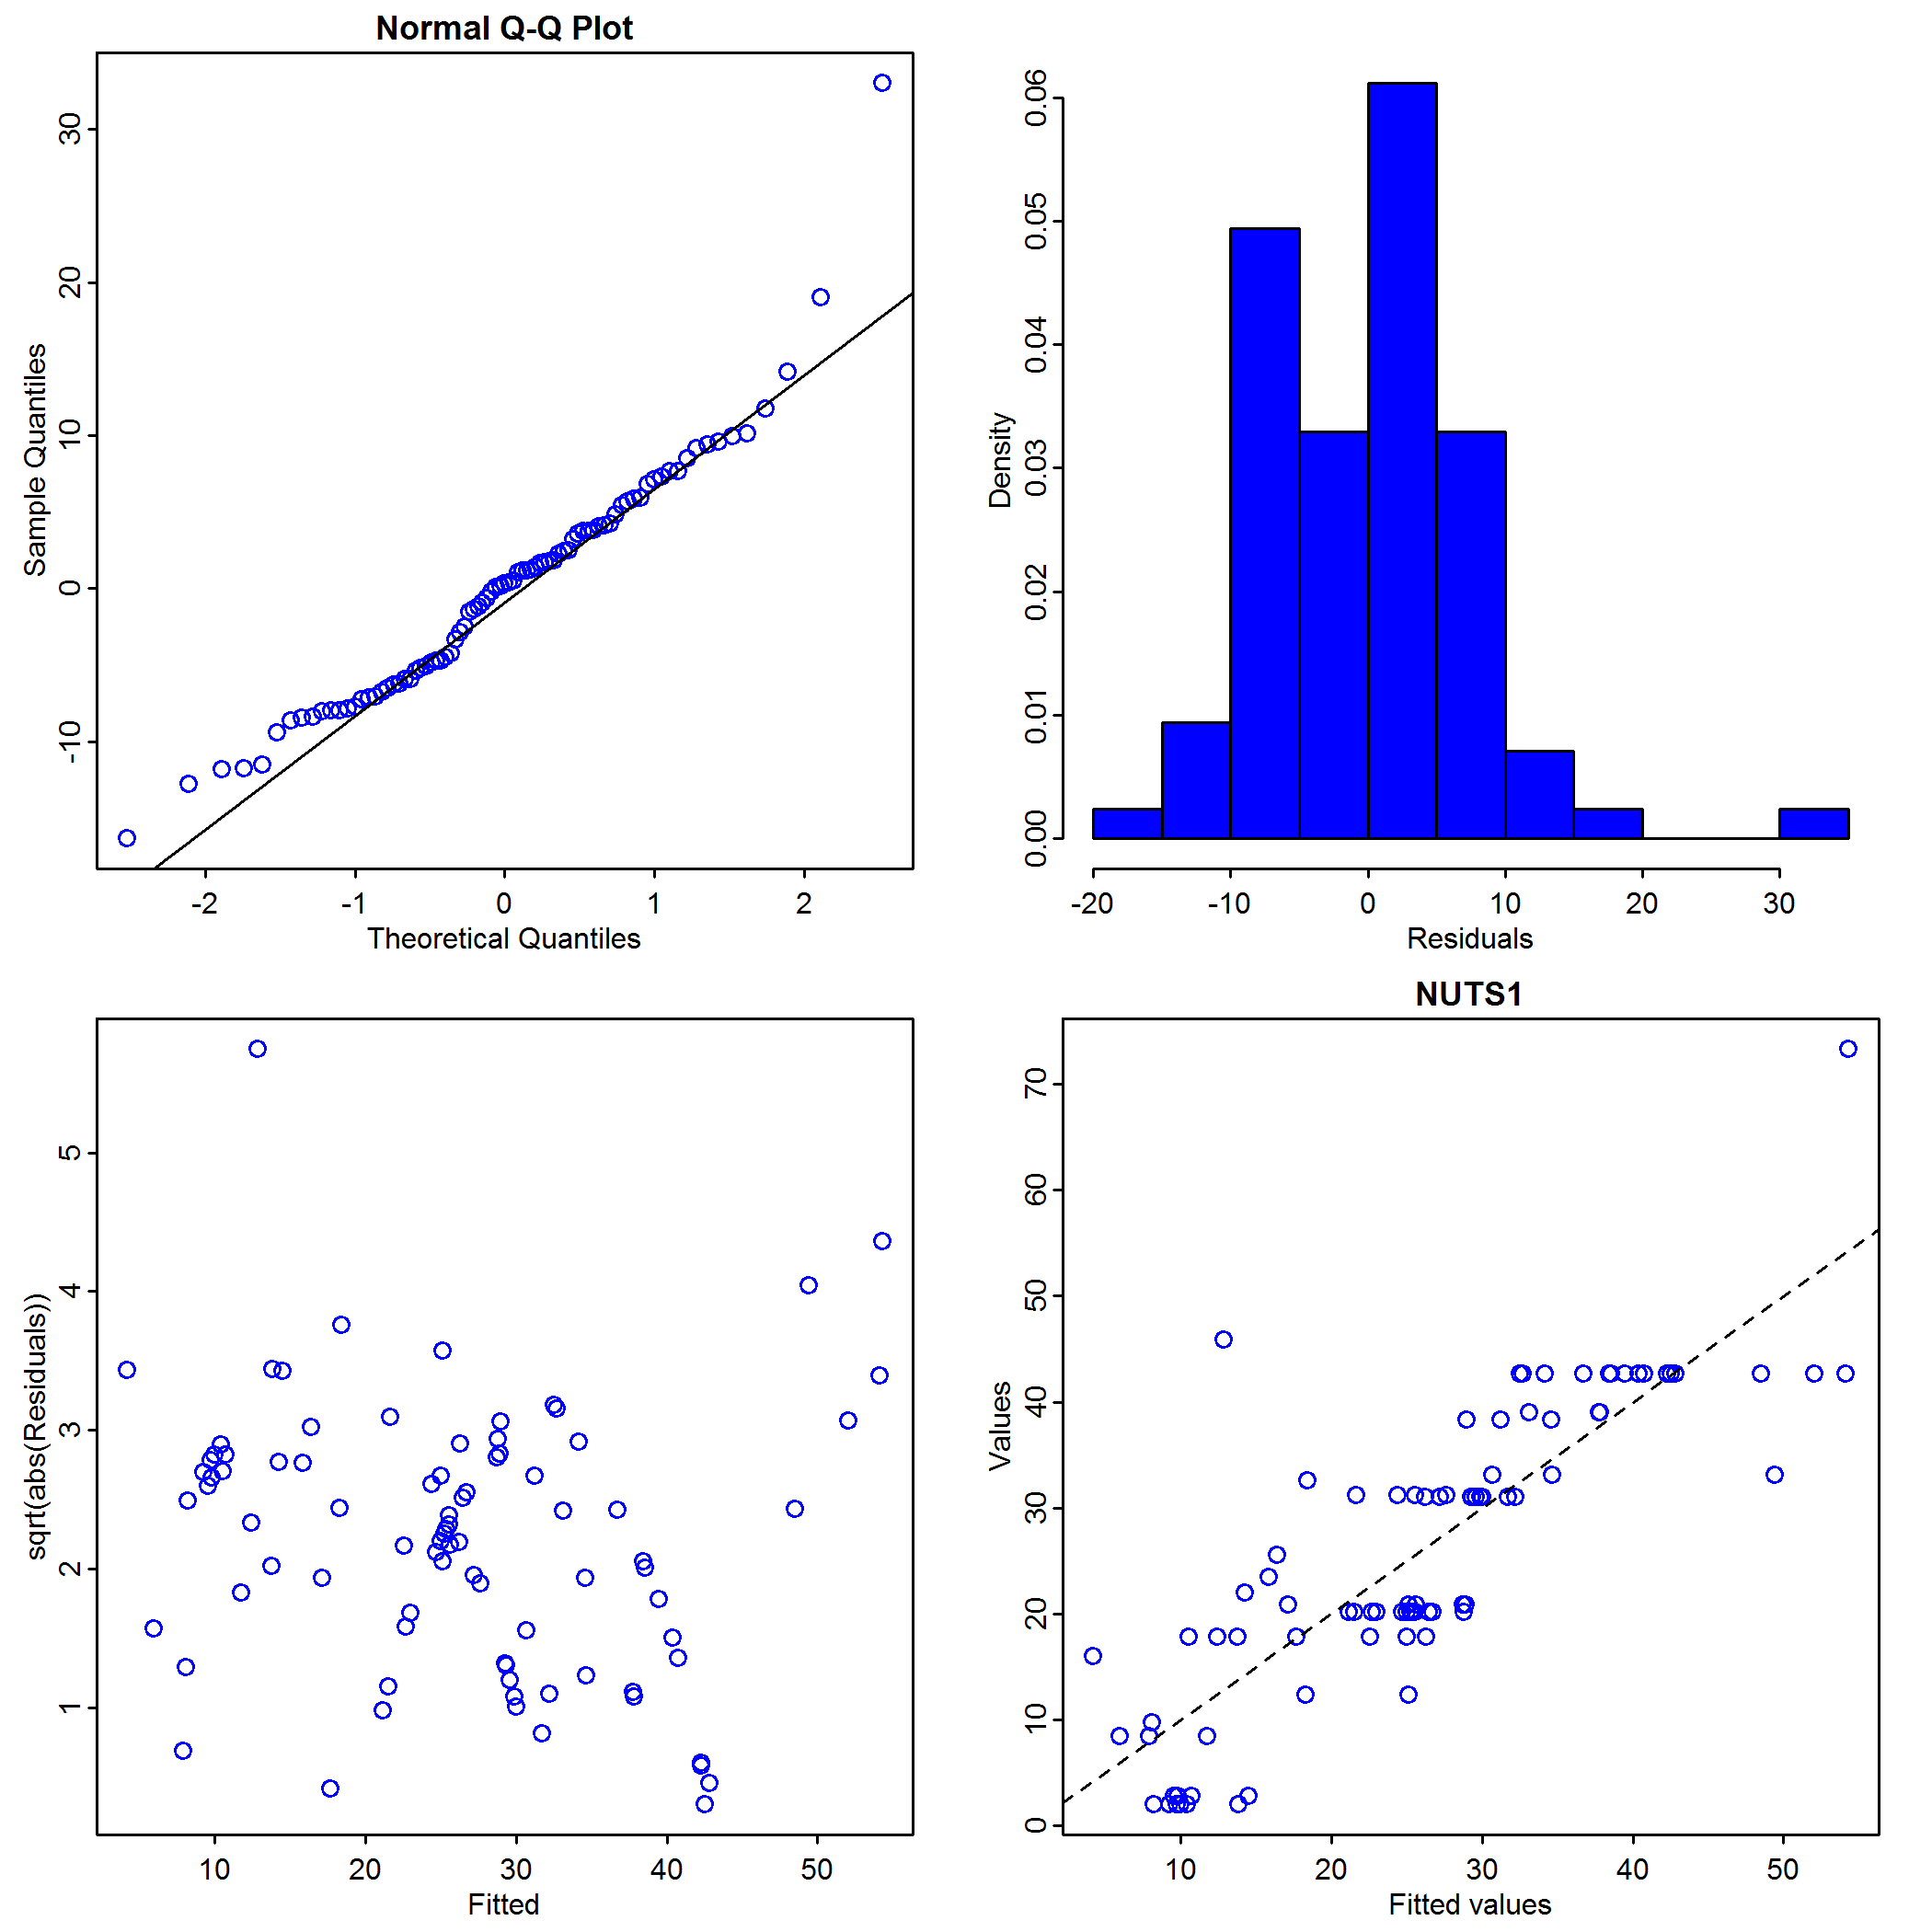 Normal Q-Q Plot
Sample Quantiles
-10 0 10 20 30
-2 -1 0 1 2
Theoretical Quantiles
Density
0.00 0.01 0.02 0.03 0.04 0.05 0.06
-20 -10 0 10 20 30
Residuals
sqrt(abs(Residuals))
1 2 3 4 5
10 20 30 40 50
Fitted
NUTS1
Values
0 10 20 30 40 50 60 70
10 20 30 40 50
Fitted values